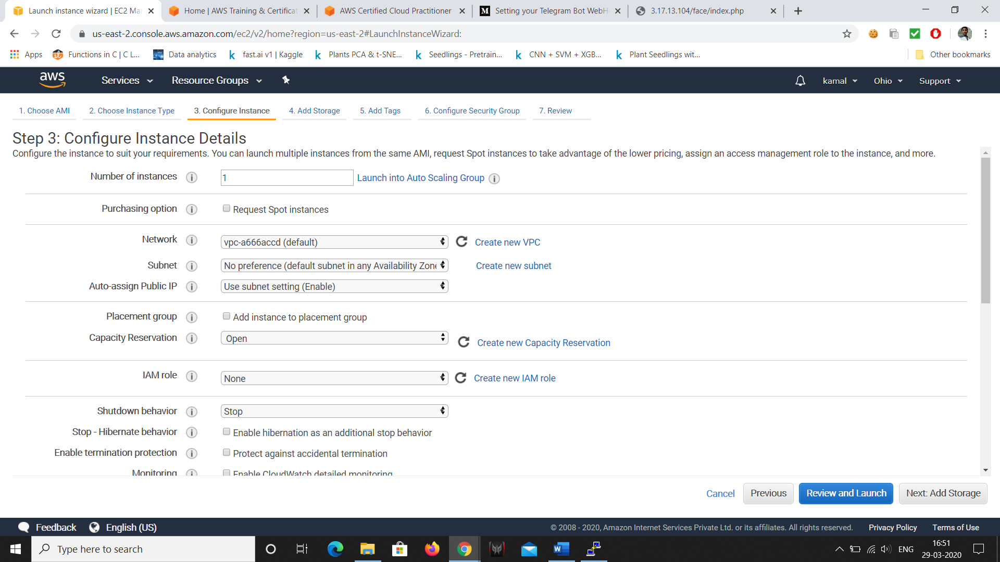 Launch instance wizard | EC2 Mar
Home | AWS Training & Certificat
AWS Certified Cloud Practitioner
M Setting your Telegram Bot WebH
3.17.13.104/face/index.php
us-east-2.console.aws.amazon.com/ec2/v2/home?region=us-east-2#LaunchInstanceWizard:
Apps Functions in C | C L... Data analytics k fast.ai v1 | Kaggle k Plants PCA & t-SNE... k Seedlings - Pretrain... k CNN + SVM + XGB... k Plant Seedlings wit... Other bookmarks
aws Services Resource Groups kamal Ohio Support
1. Choose AMI 2. Choose Instance Type 3. Configure Instance 4. Add Storage 5. Add Tags 6. Configure Security Group 7. Review
Step 3: Configure Instance Details
Configure the instance to suit your requirements. You can launch multiple instances from the same AMI, request Spot instances to take advantage of the lower pricing, assign an access management role to the instance, and more.
Number of instances i 1 Launch into Auto Scaling Group i
Purchasing option i Request Spot instances
Network i vpc-a666accd (default) Create new VPC
Subnet i No preference (default subnet in any Availability Zone Create new subnet
Auto-assign Public IP i Use subnet setting (Enable)
Placement group i Add instance to placement group
Capacity Reservation i Open Create new Capacity Reservation
IAM role i None Create new IAM role
Shutdown behavior i Stop
Stop - Hibernate behavior i Enable hibernation as an additional stop behavior
Enable termination protection i Protect against accidental termination
Monitoring i Enable CloudWatch detailed monitoring
Cancel Previous Review and Launch Next: Add Storage
Feedback English (US) © 2008 - 2020, Amazon Internet Services Private Ltd. or its affiliates. All rights reserved. Privacy Policy Terms of Use
Type here to search
ENG
16:51
29-03-2020